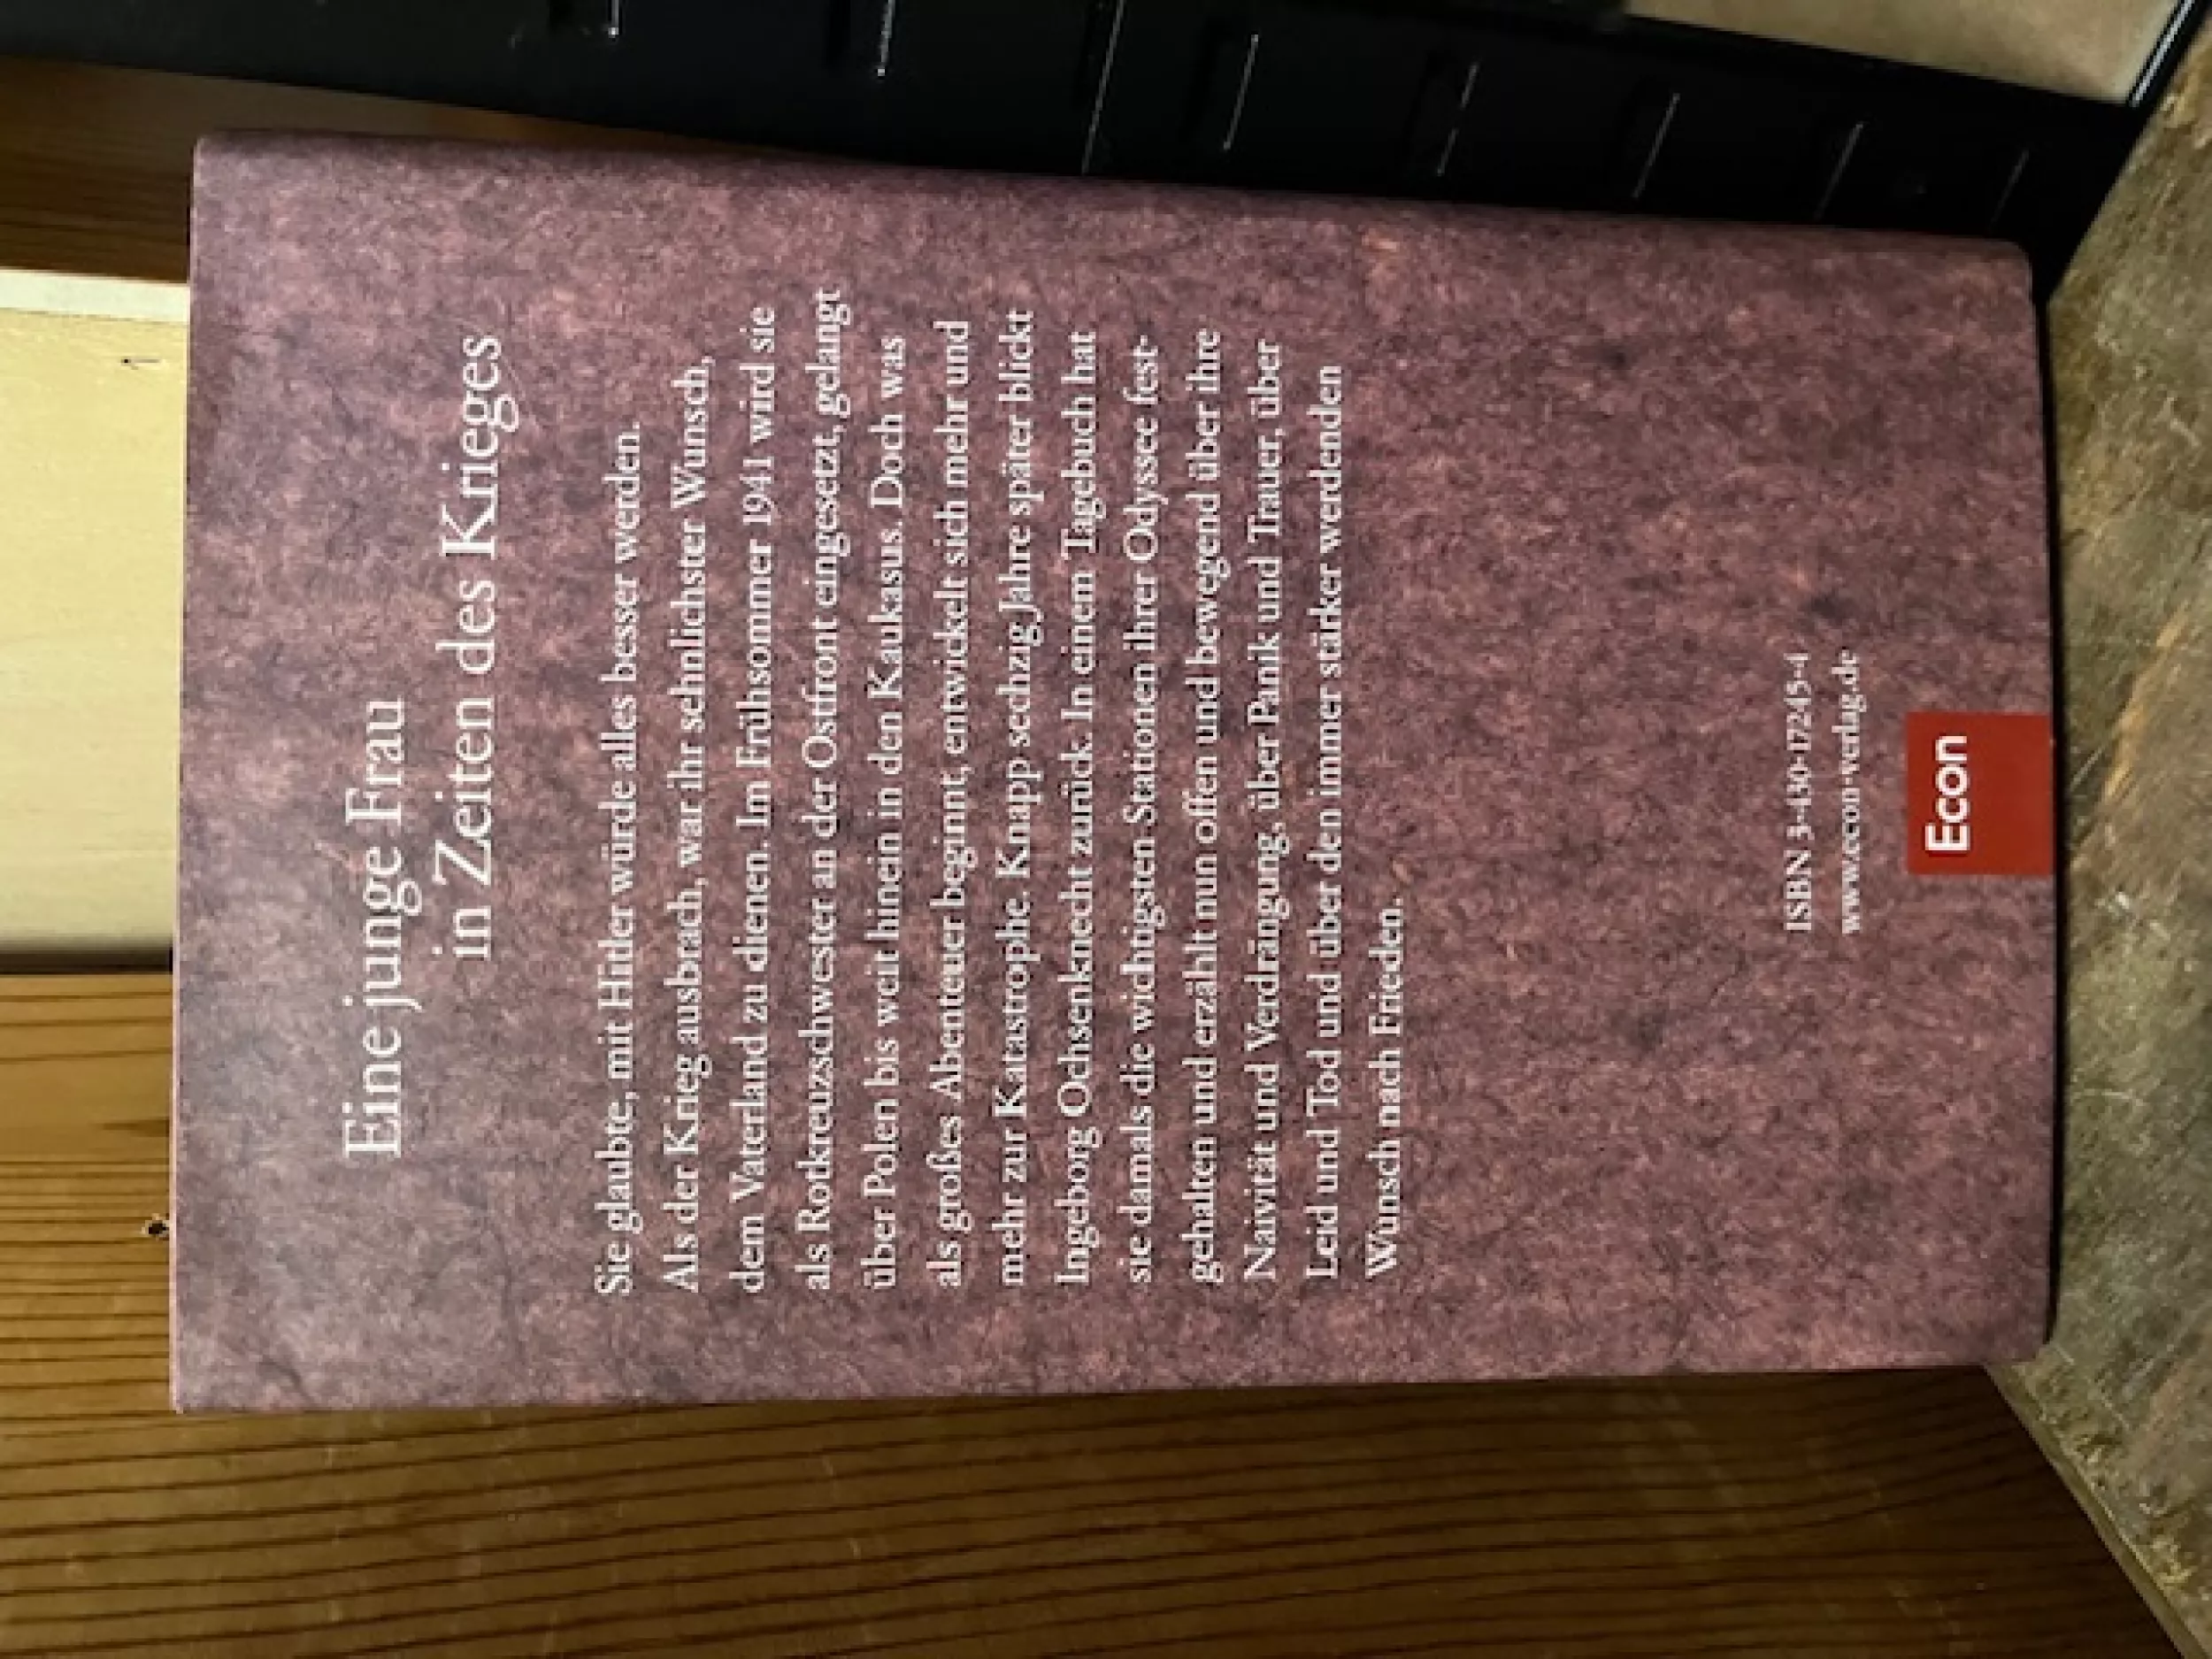 Eine junge Frau
in Zeiten des Krieges
Sie glaubte, mit Hitler würde alles besser werden.
Als der Krieg ausbrach, war ihr sehnlichster Wunsch,
dem Vaterland zu dienen. Im Frühsommer 1941 wird sie
als Rotkreuzschwester an der Ostfront eingesetzt, gelangt
über Polen bis weit hinein in den Kaukasus. Doch was
als großes Abenteuer beginnt, entwickelt sich mehr und
mehr zur Katastrophe. Knapp sechzig Jahre später blickt
Ingeborg Ochsenknecht zurück. In einem Tagebuch hat
sie damals die wichtigsten Stationen ihrer Odyssee fest-
gehalten und erzählt nun offen und bewegend über ihre
Naivität und Verdrängung, über Panik und Trauer, über
Leid und Tod und über den immer stärker werdenden
Wunsch nach Frieden.
ISBN 3-430-17245-4
www.econ-verlag.de
Econ